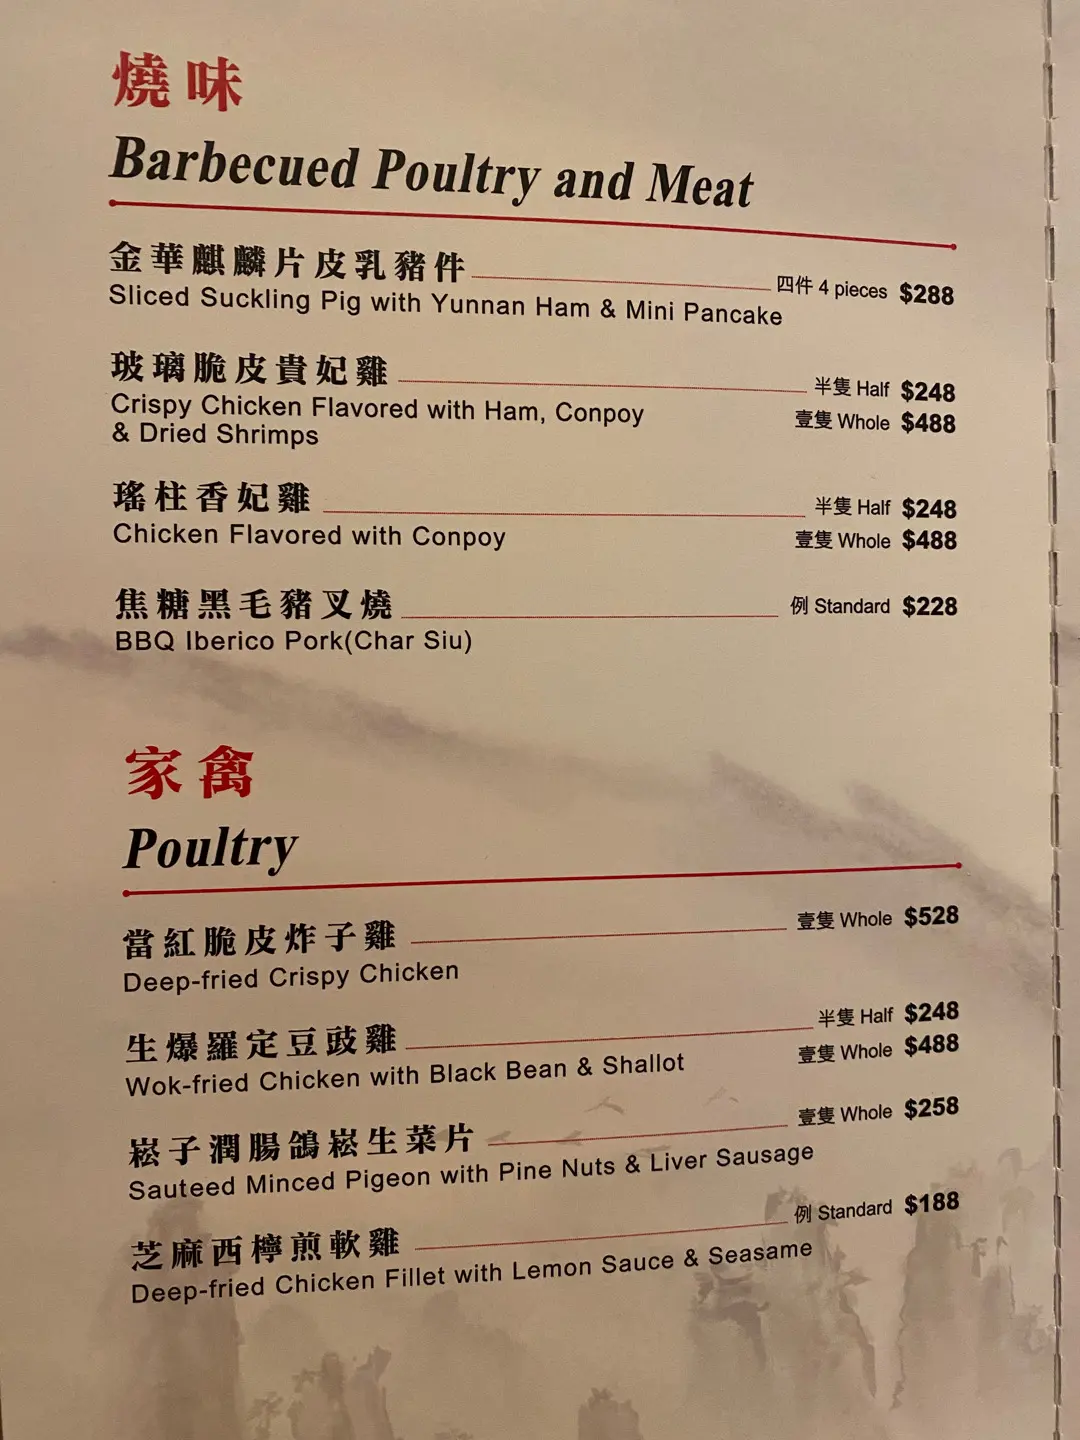 燒味
Barbecued Poultry and Meat
金華麒麟片皮乳豬件 四件 4 pieces $288
Sliced Suckling Pig with Yunnan Ham & Mini Pancake
玻璃脆皮貴妃雞 半隻 Half $248
Crispy Chicken Flavored with Ham, Conpoy 壹隻 Whole $488
& Dried Shrimps
瑤柱香妃雞 半隻 Half $248
Chicken Flavored with Conpoy 壹隻 Whole $488
焦糖黑毛豬叉燒 例 Standard $228
BBQ Iberico Pork(Char Siu)
家禽
Poultry
當紅脆皮炸子雞 壹隻 Whole $528
Deep-fried Crispy Chicken
生爆羅定豆豉雞 半隻 Half $248
Wok-fried Chicken with Black Bean & Shallot 壹隻 Whole $488
崧子潤腸鴿崧生菜片 壹隻 Whole $258
Sauteed Minced Pigeon with Pine Nuts & Liver Sausage
芝麻西檸煎軟雞 例 Standard $188
Deep-fried Chicken Fillet with Lemon Sauce & Seasame